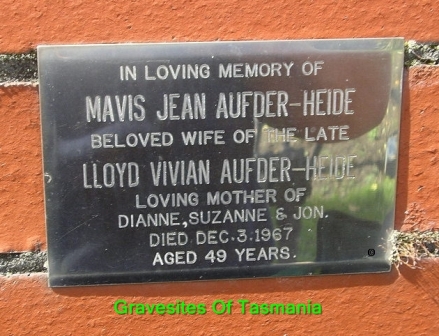 IN LOVING MEMORY OF
MAVIS JEAN AUFDER-HEIDE
BELOVED WIFE OF THE LATE
LLOYD VIVIAN AUFDER-HEIDE
LOVING MOTHER OF
DIANNE, SUZANNE & JON.
DIED DEC. 3. 1967
AGED 49 YEARS.
Gravesites Of Tasmania